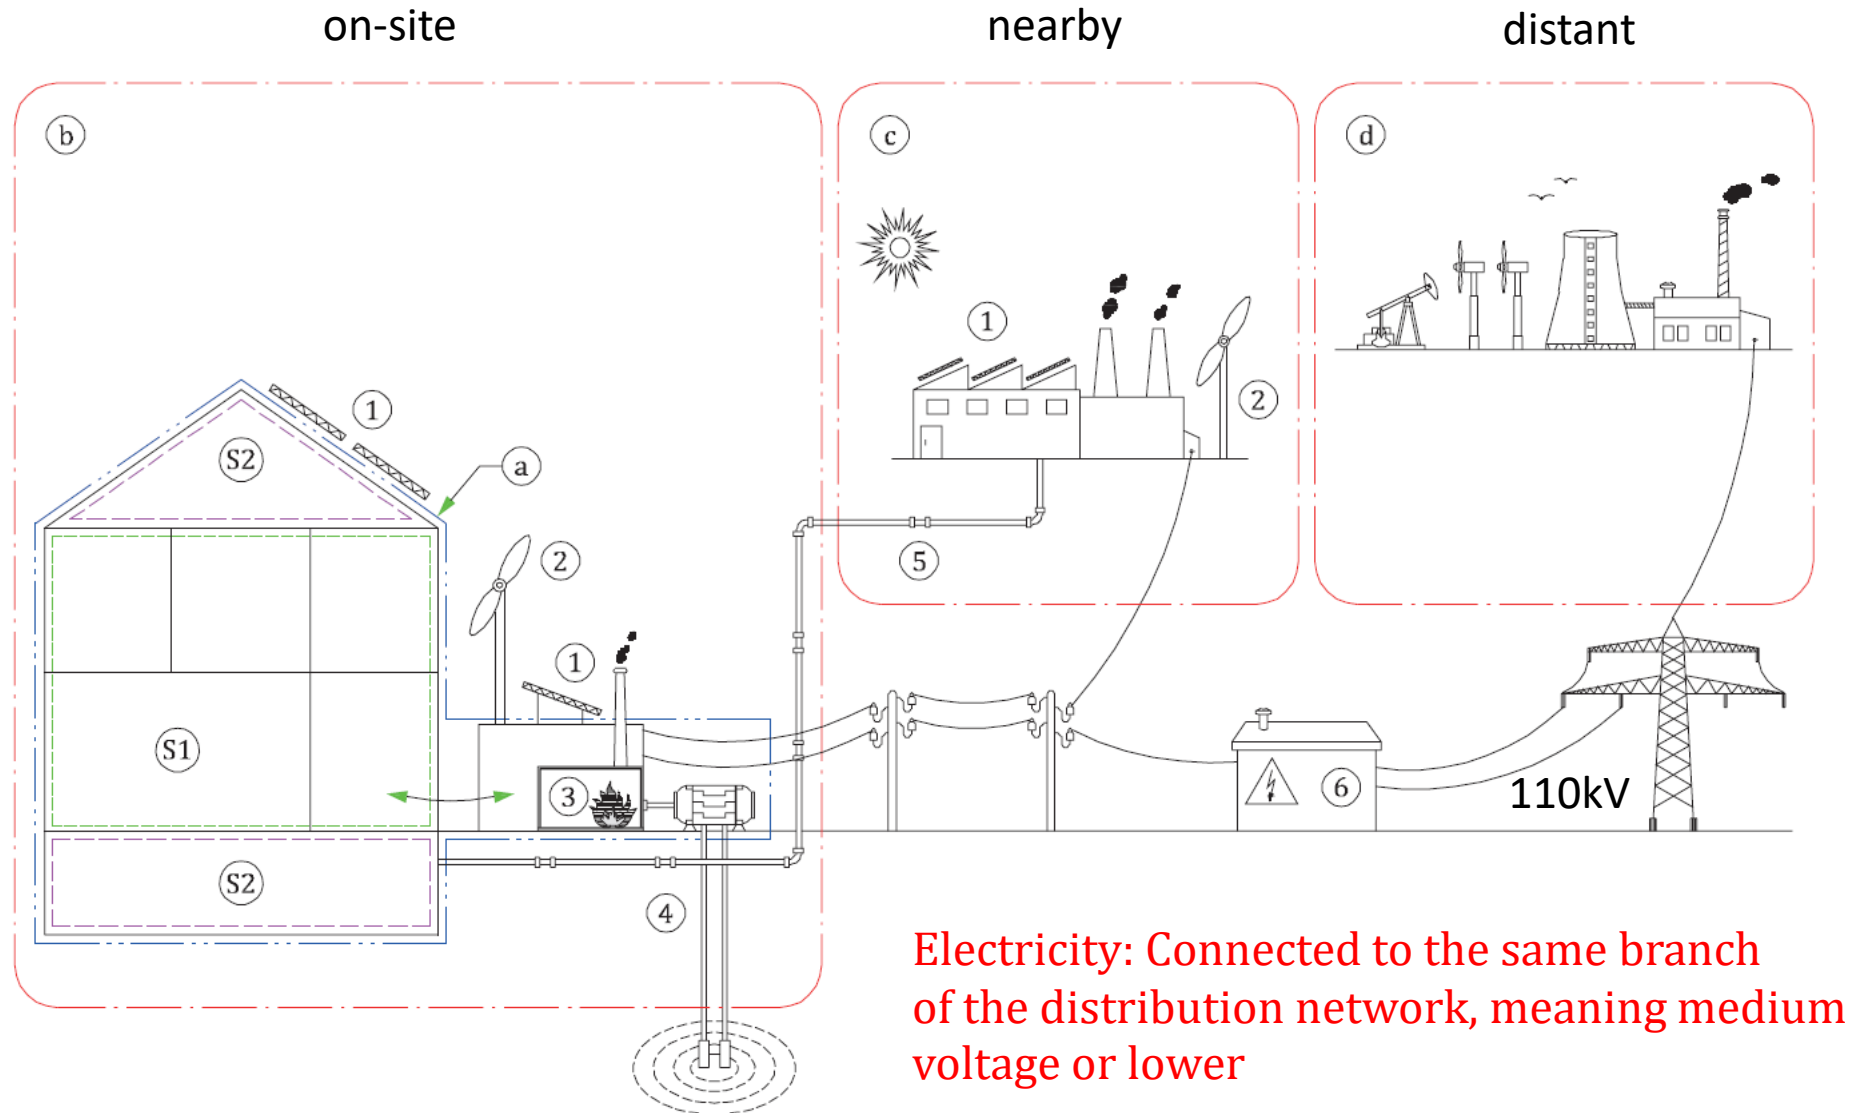 on-site
nearby
distant
b
c
d
1
1
2
S2
a
2
5
1
S1
3
6
110kV
S2
4
Electricity: Connected to the same branch
of the distribution network, meaning medium
voltage or lower